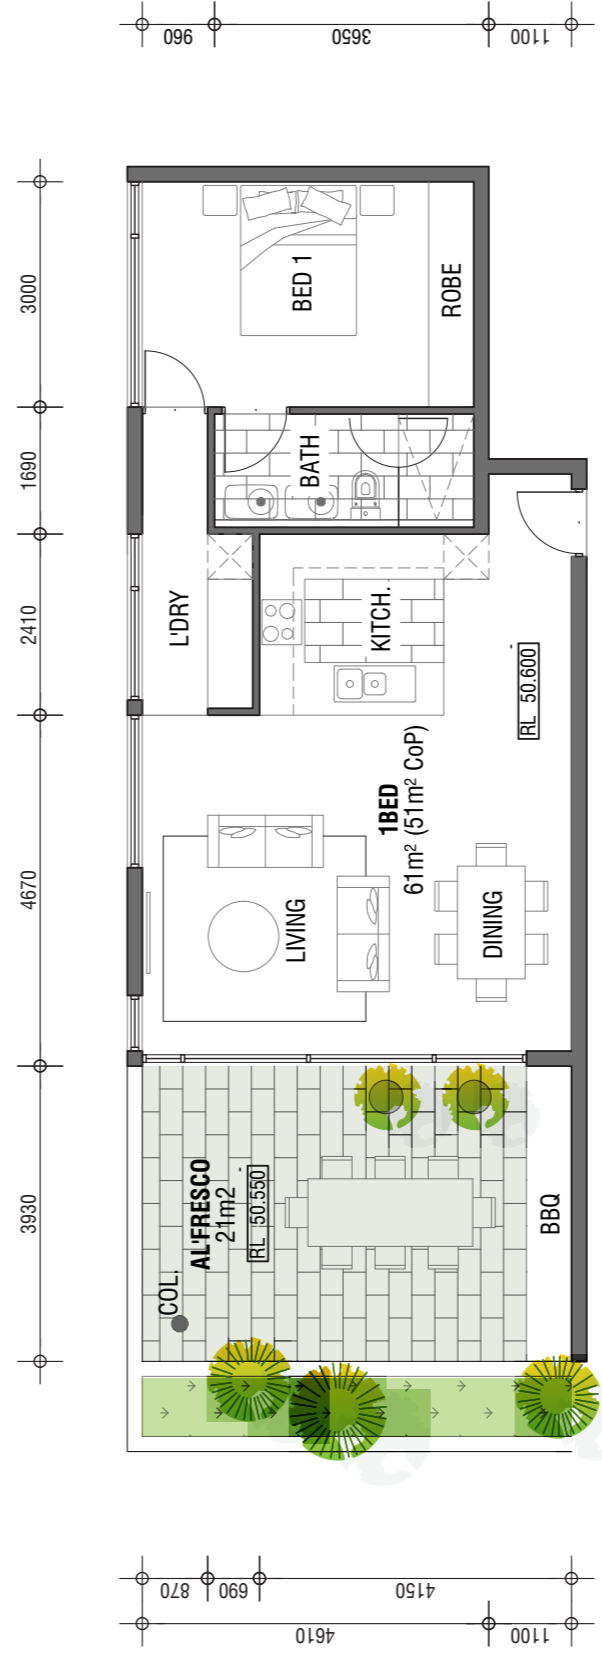 960
3650
1100
3000
1690
2410
4670
3930
BED 1
ROBE
BATH
L'DRY
KITCH.
RL 50.600
1BED
61m² (51m² CoP)
LIVING
DINING
AL'FRESCO
21m2
RL 50.550
COL.
BBQ
870
690
4150
4610
1100